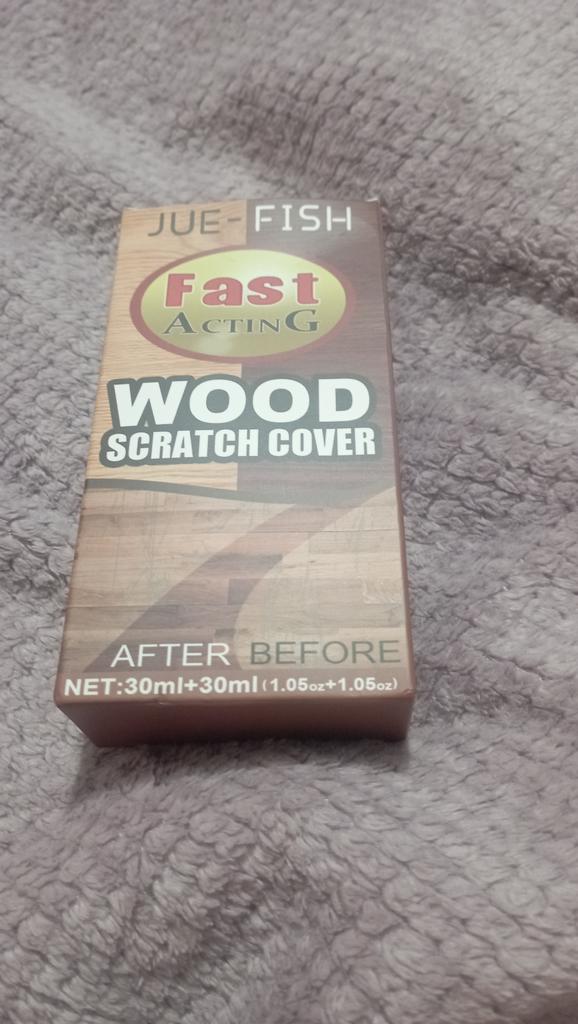 JUE-FISH
Fast
ACTING
WOOD
SCRATCH COVER
AFTER BEFORE
NET:30ml+30ml(1.05oz+1.05oz)